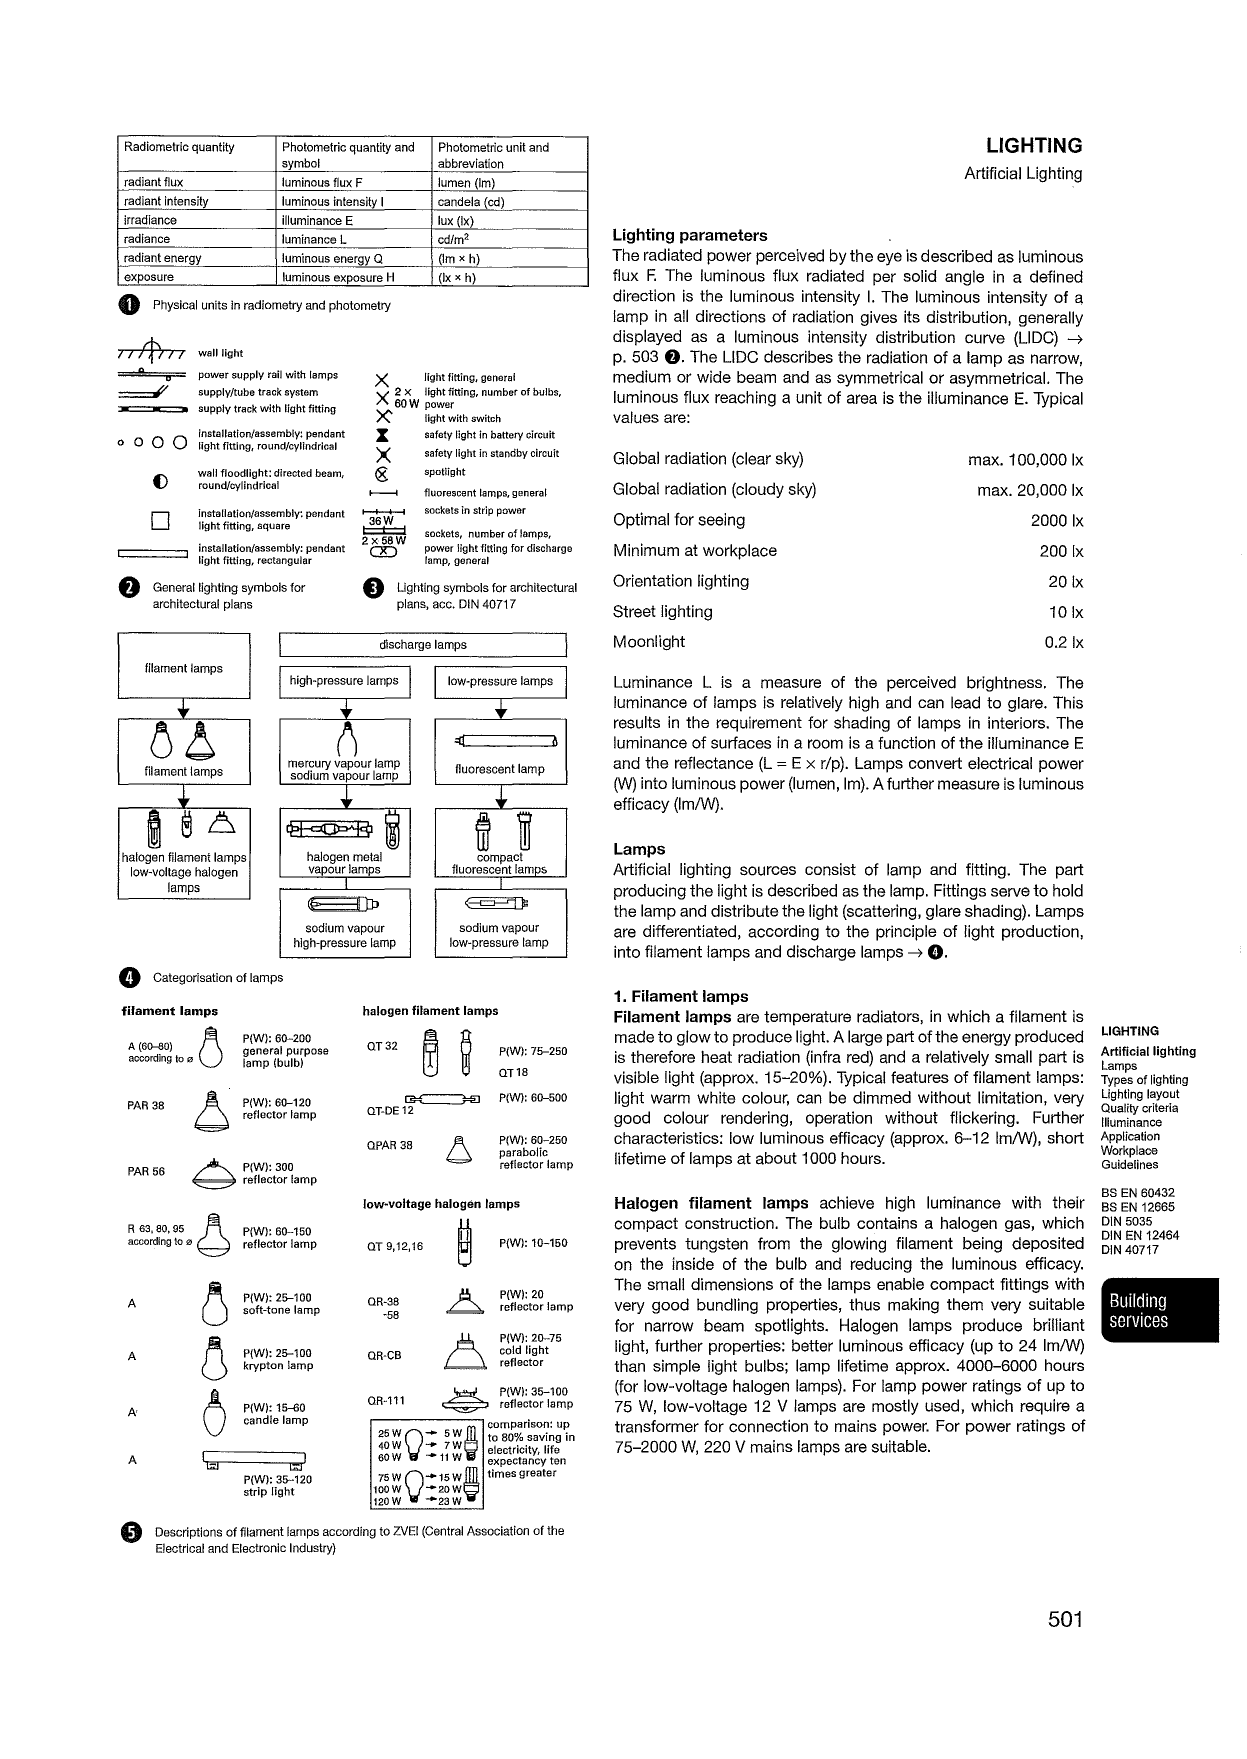 LIGHTING
Artificial Lighting
Radiometric quantity | Photometric quantity and symbol | Photometric unit and abbreviation
radiant flux | luminous flux F | lumen (lm)
radiant intensity | luminous intensity I | candela (cd)
irradiance | illuminance E | lux (lx)
radiance | luminance L | cd/m²
radiant energy | luminous energy Q | (lm × h)
exposure | luminous exposure H | (lx × h)
1 Physical units in radiometry and photometry
wall light
power supply rail with lamps
supply/tube track system
supply track with light fitting
installation/assembly: pendant
light fitting, round/cylindrical
wall floodlight: directed beam,
round/cylindrical
installation/assembly: pendant
light fitting, square
installation/assembly: pendant
light fitting, rectangular
2 General lighting symbols for
architectural plans
light fitting, general
2 x
60 W
light fitting, number of bulbs,
power
light with switch
safety light in battery circuit
safety light in standby circuit
spotlight
fluorescent lamps, general
sockets in strip power
36 W
2 x 58 W
sockets, number of lamps,
power light fitting for discharge
lamp, general
3 Lighting symbols for architectural
plans, acc. DIN 40717
filament lamps
discharge lamps
high-pressure lamps
low-pressure lamps
filament lamps
mercury vapour lamp
sodium vapour lamp
fluorescent lamp
halogen filament lamps
low-voltage halogen
lamps
halogen metal
vapour lamps
compact
fluorescent lamps
sodium vapour
high-pressure lamp
sodium vapour
low-pressure lamp
4 Categorisation of lamps
filament lamps
A (60–80)
according to ø
P(W): 60–200
general purpose
lamp (bulb)
PAR 38
P(W): 60–120
reflector lamp
PAR 56
P(W): 300
reflector lamp
R 63, 80, 95
according to ø
P(W): 60–150
reflector lamp
A
P(W): 25–100
soft-tone lamp
A
P(W): 25–100
krypton lamp
A
P(W): 15–60
candle lamp
A
P(W): 35–120
strip light
halogen filament lamps
QT 32
P(W): 75–250
QT 18
QT-DE 12
P(W): 60–500
QPAR 38
P(W): 60–250
parabolic
reflector lamp
low-voltage halogen lamps
QT 9,12,16
P(W): 10–150
QR-38
-58
P(W): 20
reflector lamp
QR-CB
P(W): 20–75
cold light
reflector
QR-111
P(W): 35–100
reflector lamp
25 W 5 W
40 W 7 W
60 W 11 W
75 W 15 W
100 W 20 W
120 W 23 W
comparison: up
to 80% saving in
electricity, life
expectancy ten
times greater
5 Descriptions of filament lamps according to ZVEI (Central Association of the
Electrical and Electronic Industry)
Lighting parameters
The radiated power perceived by the eye is described as luminous
flux F. The luminous flux radiated per solid angle in a defined
direction is the luminous intensity I. The luminous intensity of a
lamp in all directions of radiation gives its distribution, generally
displayed as a luminous intensity distribution curve (LIDC) →
p. 503 2. The LIDC describes the radiation of a lamp as narrow,
medium or wide beam and as symmetrical or asymmetrical. The
luminous flux reaching a unit of area is the illuminance E. Typical
values are:
Global radiation (clear sky) max. 100,000 lx
Global radiation (cloudy sky) max. 20,000 lx
Optimal for seeing 2000 lx
Minimum at workplace 200 lx
Orientation lighting 20 lx
Street lighting 10 lx
Moonlight 0.2 lx
Luminance L is a measure of the perceived brightness. The
luminance of lamps is relatively high and can lead to glare. This
results in the requirement for shading of lamps in interiors. The
luminance of surfaces in a room is a function of the illuminance E
and the reflectance (L = E × r/p). Lamps convert electrical power
(W) into luminous power (lumen, lm). A further measure is luminous
efficacy (lm/W).
Lamps
Artificial lighting sources consist of lamp and fitting. The part
producing the light is described as the lamp. Fittings serve to hold
the lamp and distribute the light (scattering, glare shading). Lamps
are differentiated, according to the principle of light production,
into filament lamps and discharge lamps → 4.
1. Filament lamps
Filament lamps are temperature radiators, in which a filament is
made to glow to produce light. A large part of the energy produced
is therefore heat radiation (infra red) and a relatively small part is
visible light (approx. 15–20%). Typical features of filament lamps:
light warm white colour, can be dimmed without limitation, very
good colour rendering, operation without flickering. Further
characteristics: low luminous efficacy (approx. 6–12 lm/W), short
lifetime of lamps at about 1000 hours.
Halogen filament lamps achieve high luminance with their
compact construction. The bulb contains a halogen gas, which
prevents tungsten from the glowing filament being deposited
on the inside of the bulb and reducing the luminous efficacy.
The small dimensions of the lamps enable compact fittings with
very good bundling properties, thus making them very suitable
for narrow beam spotlights. Halogen lamps produce brilliant
light, further properties: better luminous efficacy (up to 24 lm/W)
than simple light bulbs; lamp lifetime approx. 4000–6000 hours
(for low-voltage halogen lamps). For lamp power ratings of up to
75 W, low-voltage 12 V lamps are mostly used, which require a
transformer for connection to mains power. For power ratings of
75–2000 W, 220 V mains lamps are suitable.
LIGHTING
Artificial lighting
Lamps
Types of lighting
Lighting layout
Quality criteria
Illuminance
Application
Workplace
Guidelines
BS EN 60432
BS EN 12665
DIN 5035
DIN EN 12464
DIN 40717
Building
services
501